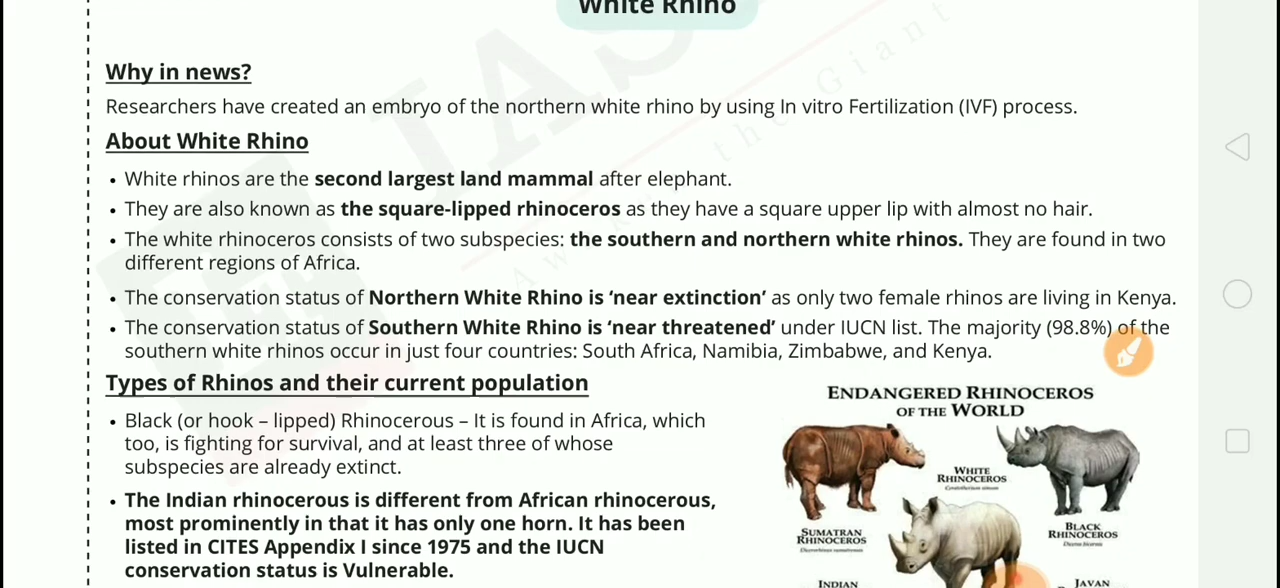 White Rhino
Why in news?
Researchers have created an embryo of the northern white rhino by using In vitro Fertilization (IVF) process.
About White Rhino
• White rhinos are the second largest land mammal after elephant.
• They are also known as the square-lipped rhinoceros as they have a square upper lip with almost no hair.
• The white rhinoceros consists of two subspecies: the southern and northern white rhinos. They are found in two
different regions of Africa.
• The conservation status of Northern White Rhino is ‘near extinction’ as only two female rhinos are living in Kenya.
• The conservation status of Southern White Rhino is ‘near threatened’ under IUCN list. The majority (98.8%) of the
southern white rhinos occur in just four countries: South Africa, Namibia, Zimbabwe, and Kenya.
Types of Rhinos and their current population
• Black (or hook – lipped) Rhinocerous – It is found in Africa, which
too, is fighting for survival, and at least three of whose
subspecies are already extinct.
• The Indian rhinocerous is different from African rhinocerous,
most prominently in that it has only one horn. It has been
listed in CITES Appendix I since 1975 and the IUCN
conservation status is Vulnerable.
ENDANGERED RHINOCEROS
OF THE WORLD
WHITE
RHINOCEROS
SUMATRAN
RHINOCEROS
BLACK
RHINOCEROS
INDIAN
JAVAN
IAS
the Giant